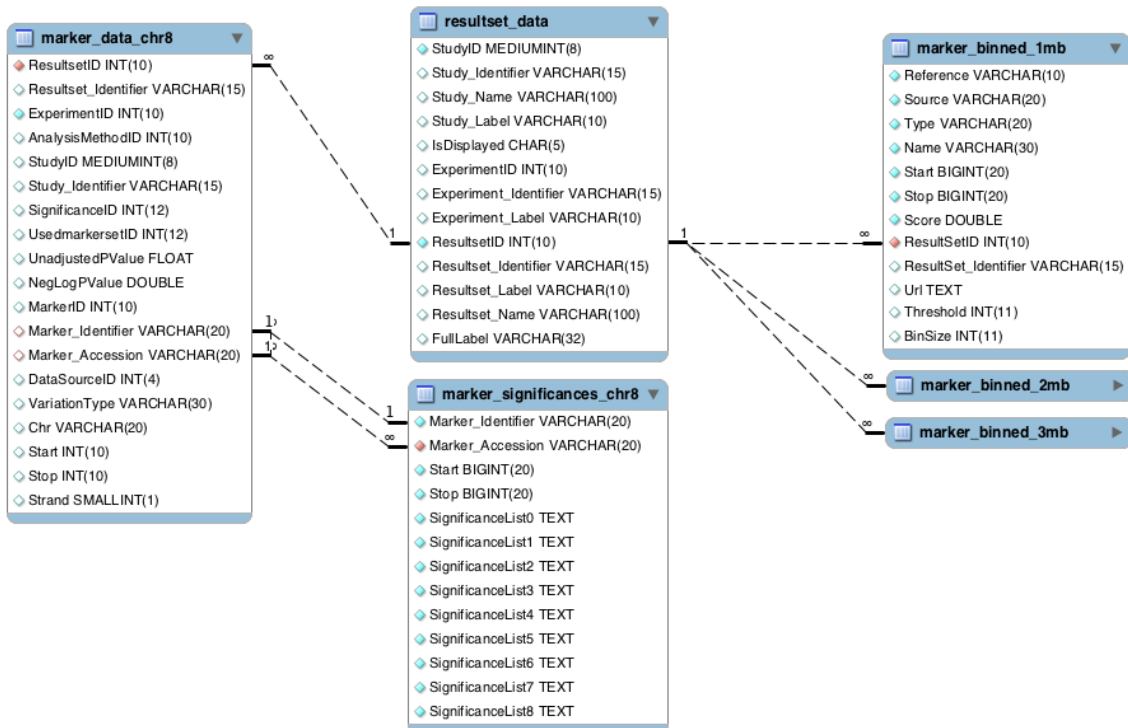 marker_data_chr8
ResultsetID INT(10)
Resultset_Identifier VARCHAR(15)
ExperimentID INT(10)
AnalysisMethodID INT(10)
StudyID MEDIUMINT(8)
Study_Identifier VARCHAR(15)
SignificanceID INT(12)
UsedmarkersetID INT(12)
UnadjustedPValue FLOAT
NegLogPValue DOUBLE
MarkerID INT(10)
Marker_Identifier VARCHAR(20)
Marker_Accession VARCHAR(20)
DataSourceID INT(4)
VariationType VARCHAR(30)
Chr VARCHAR(20)
Start INT(10)
Stop INT(10)
Strand SMALLINT(1)
∞
1
1
1
resultset_data
StudyID MEDIUMINT(8)
Study_Identifier VARCHAR(15)
Study_Name VARCHAR(100)
Study_Label VARCHAR(10)
IsDisplayed CHAR(5)
ExperimentID INT(10)
Experiment_Identifier VARCHAR(15)
Experiment_Label VARCHAR(10)
ResultsetID INT(10)
Resultset_Identifier VARCHAR(15)
Resultset_Label VARCHAR(10)
Resultset_Name VARCHAR(100)
FullLabel VARCHAR(32)
1
∞
marker_significances_chr8
Marker_Identifier VARCHAR(20)
Marker_Accession VARCHAR(20)
Start BIGINT(20)
Stop BIGINT(20)
SignificanceList0 TEXT
SignificanceList1 TEXT
SignificanceList2 TEXT
SignificanceList3 TEXT
SignificanceList4 TEXT
SignificanceList5 TEXT
SignificanceList6 TEXT
SignificanceList7 TEXT
SignificanceList8 TEXT
1
∞
∞
∞
marker_binned_1mb
Reference VARCHAR(10)
Source VARCHAR(20)
Type VARCHAR(20)
Name VARCHAR(30)
Start BIGINT(20)
Stop BIGINT(20)
Score DOUBLE
ResultSetID INT(10)
ResultSet_Identifier VARCHAR(15)
Url TEXT
Threshold INT(11)
BinSize INT(11)
marker_binned_2mb
marker_binned_3mb